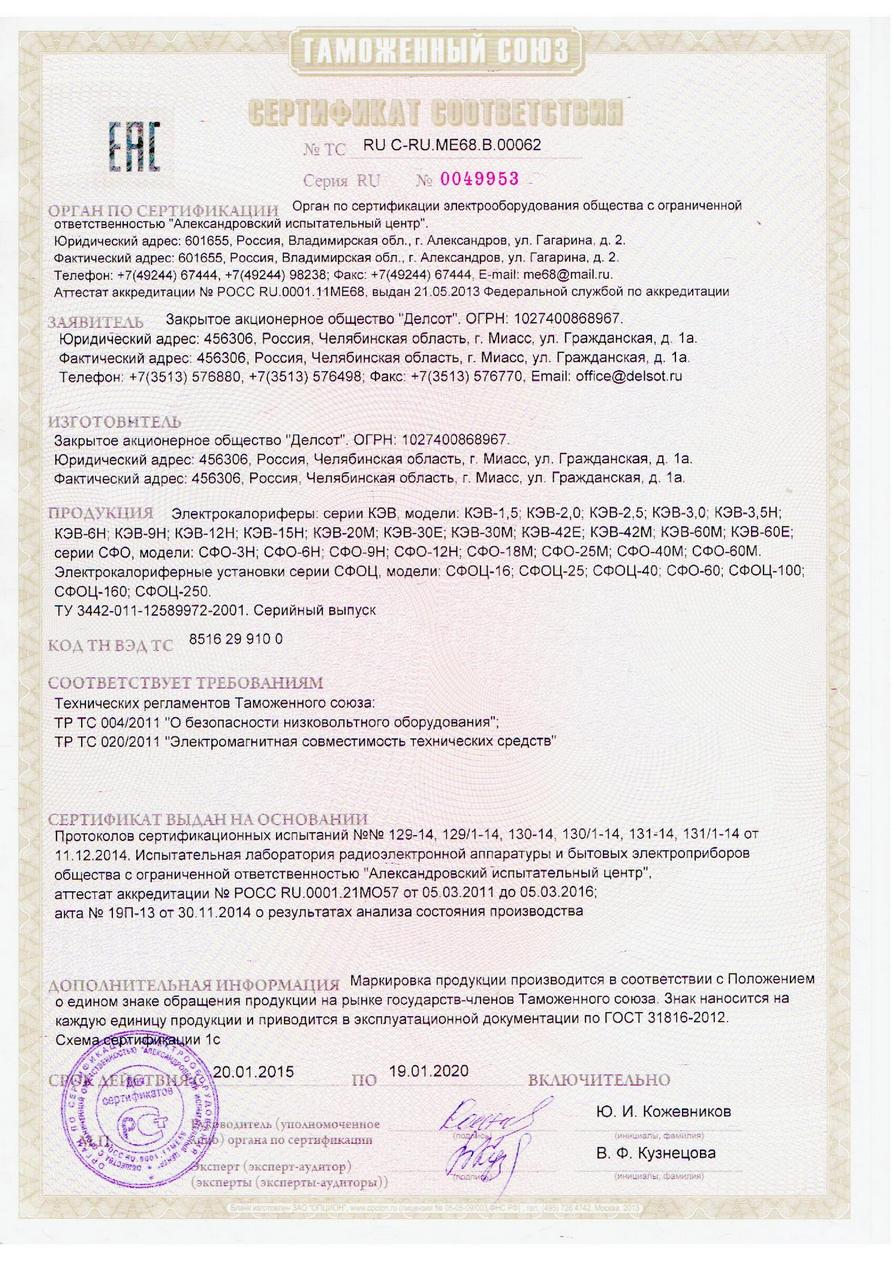 ТАМОЖЕННЫЙ СОЮЗ
СЕРТИФИКАТ СООТВЕТСТВИЯ
ЕАС
№ ТС RU C-RU.ME68.B.00062
Серия RU № 0049953
ОРГАН ПО СЕРТИФИКАЦИИ Орган по сертификации электрооборудования общества с ограниченной
ответственностью "Александровский испытательный центр".
Юридический адрес: 601655, Россия, Владимирская обл., г. Александров, ул. Гагарина, д. 2.
Фактический адрес: 601655, Россия, Владимирская обл., г. Александров, ул. Гагарина, д. 2.
Телефон: +7(49244) 67444, +7(49244) 98238; Факс: +7(49244) 67444, E-mail: me68@mail.ru.
Аттестат аккредитации № РОСС RU.0001.11МЕ68, выдан 21.05.2013 Федеральной службой по аккредитации
ЗАЯВИТЕЛЬ Закрытое акционерное общество "Делсот". ОГРН: 1027400868967.
Юридический адрес: 456306, Россия, Челябинская область, г. Миасс, ул. Гражданская, д. 1а.
Фактический адрес: 456306, Россия, Челябинская область, г. Миасс, ул. Гражданская, д. 1а.
Телефон: +7(3513) 576880, +7(3513) 576498; Факс: +7(3513) 576770, Email: office@delsot.ru
ИЗГОТОВИТЕЛЬ
Закрытое акционерное общество "Делсот". ОГРН: 1027400868967.
Юридический адрес: 456306, Россия, Челябинская область, г. Миасс, ул. Гражданская, д. 1а.
Фактический адрес: 456306, Россия, Челябинская область, г. Миасс, ул. Гражданская, д. 1а.
ПРОДУКЦИЯ Электрокалориферы: серии КЭВ, модели: КЭВ-1,5; КЭВ-2,0; КЭВ-2,5; КЭВ-3,0; КЭВ-3,5Н;
КЭВ-6Н; КЭВ-9Н; КЭВ-12Н; КЭВ-15Н; КЭВ-20М; КЭВ-30Е; КЭВ-30М; КЭВ-42Е; КЭВ-42М; КЭВ-60М; КЭВ-60Е;
серии СФО, модели: СФО-3Н; СФО-6Н; СФО-9Н; СФО-12Н; СФО-18М; СФО-25М; СФО-40М; СФО-60М.
Электрокалориферные установки серии СФОЦ, модели: СФОЦ-16; СФОЦ-25; СФОЦ-40; СФО-60; СФОЦ-100;
СФОЦ-160; СФОЦ-250.
ТУ 3442-011-12589972-2001. Серийный выпуск
КОД ТН ВЭД ТС 8516 29 910 0
СООТВЕТСТВУЕТ ТРЕБОВАНИЯМ
Технических регламентов Таможенного союза:
ТР ТС 004/2011 "О безопасности низковольтного оборудования";
ТР ТС 020/2011 "Электромагнитная совместимость технических средств"
СЕРТИФИКАТ ВЫДАН НА ОСНОВАНИИ
Протоколов сертификационных испытаний №№ 129-14, 129/1-14, 130-14, 130/1-14, 131-14, 131/1-14 от
11.12.2014. Испытательная лаборатория радиоэлектронной аппаратуры и бытовых электроприборов
общества с ограниченной ответственностью "Александровский испытательный центр",
аттестат аккредитации № РОСС RU.0001.21МО57 от 05.03.2011 до 05.03.2016;
акта № 19П-13 от 30.11.2014 о результатах анализа состояния производства
ДОПОЛНИТЕЛЬНАЯ ИНФОРМАЦИЯ Маркировка продукции производится в соответствии с Положением
о едином знаке обращения продукции на рынке государств-членов Таможенного союза. Знак наносится на
каждую единицу продукции и приводится в эксплуатационной документации по ГОСТ 31816-2012.
Схема сертификации 1с
СРОК ДЕЙСТВИЯ С 20.01.2015 ПО 19.01.2020 ВКЛЮЧИТЕЛЬНО
Для
сертификатов
М.П.
Руководитель (уполномоченное
лицо) органа по сертификации
(подпись)
Ю. И. Кожевников
(инициалы, фамилия)
Эксперт (эксперт-аудитор)
(эксперты (эксперты-аудиторы))
(подпись)
В. Ф. Кузнецова
(инициалы, фамилия)